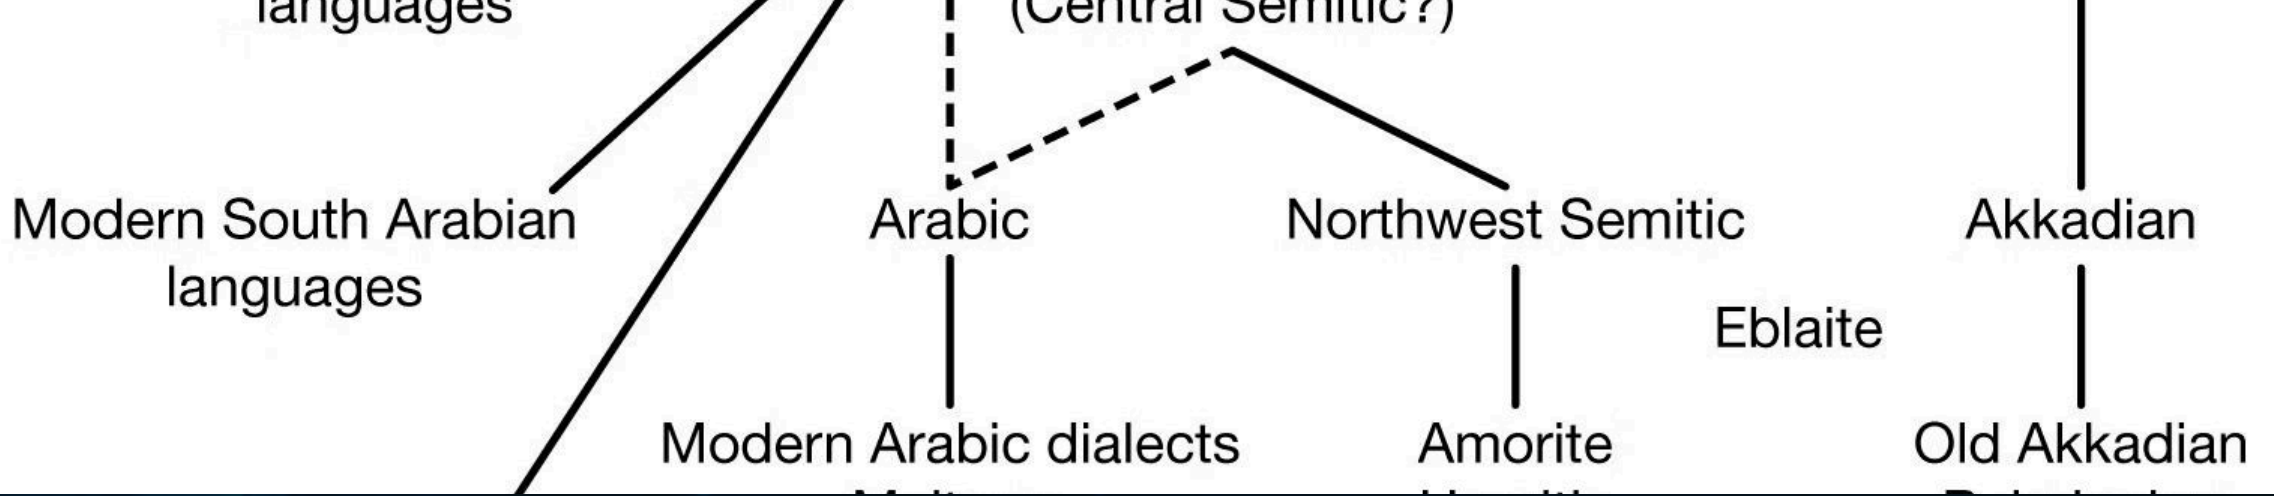 languages
(Central Semitic?)
Modern South Arabian
languages
Arabic
Northwest Semitic
Akkadian
Eblaite
Modern Arabic dialects
Amorite
Old Akkadian